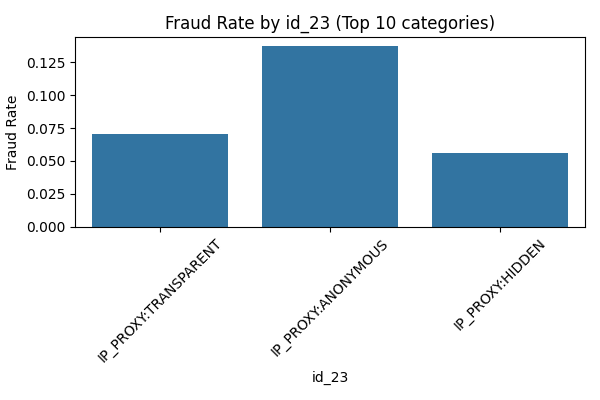 Fraud Rate by id_23 (Top 10 categories)
Fraud Rate
0.125
0.100
0.075
0.050
0.025
0.000
IP_PROXY:TRANSPARENT
IP_PROXY:ANONYMOUS
IP_PROXY:HIDDEN
id_23